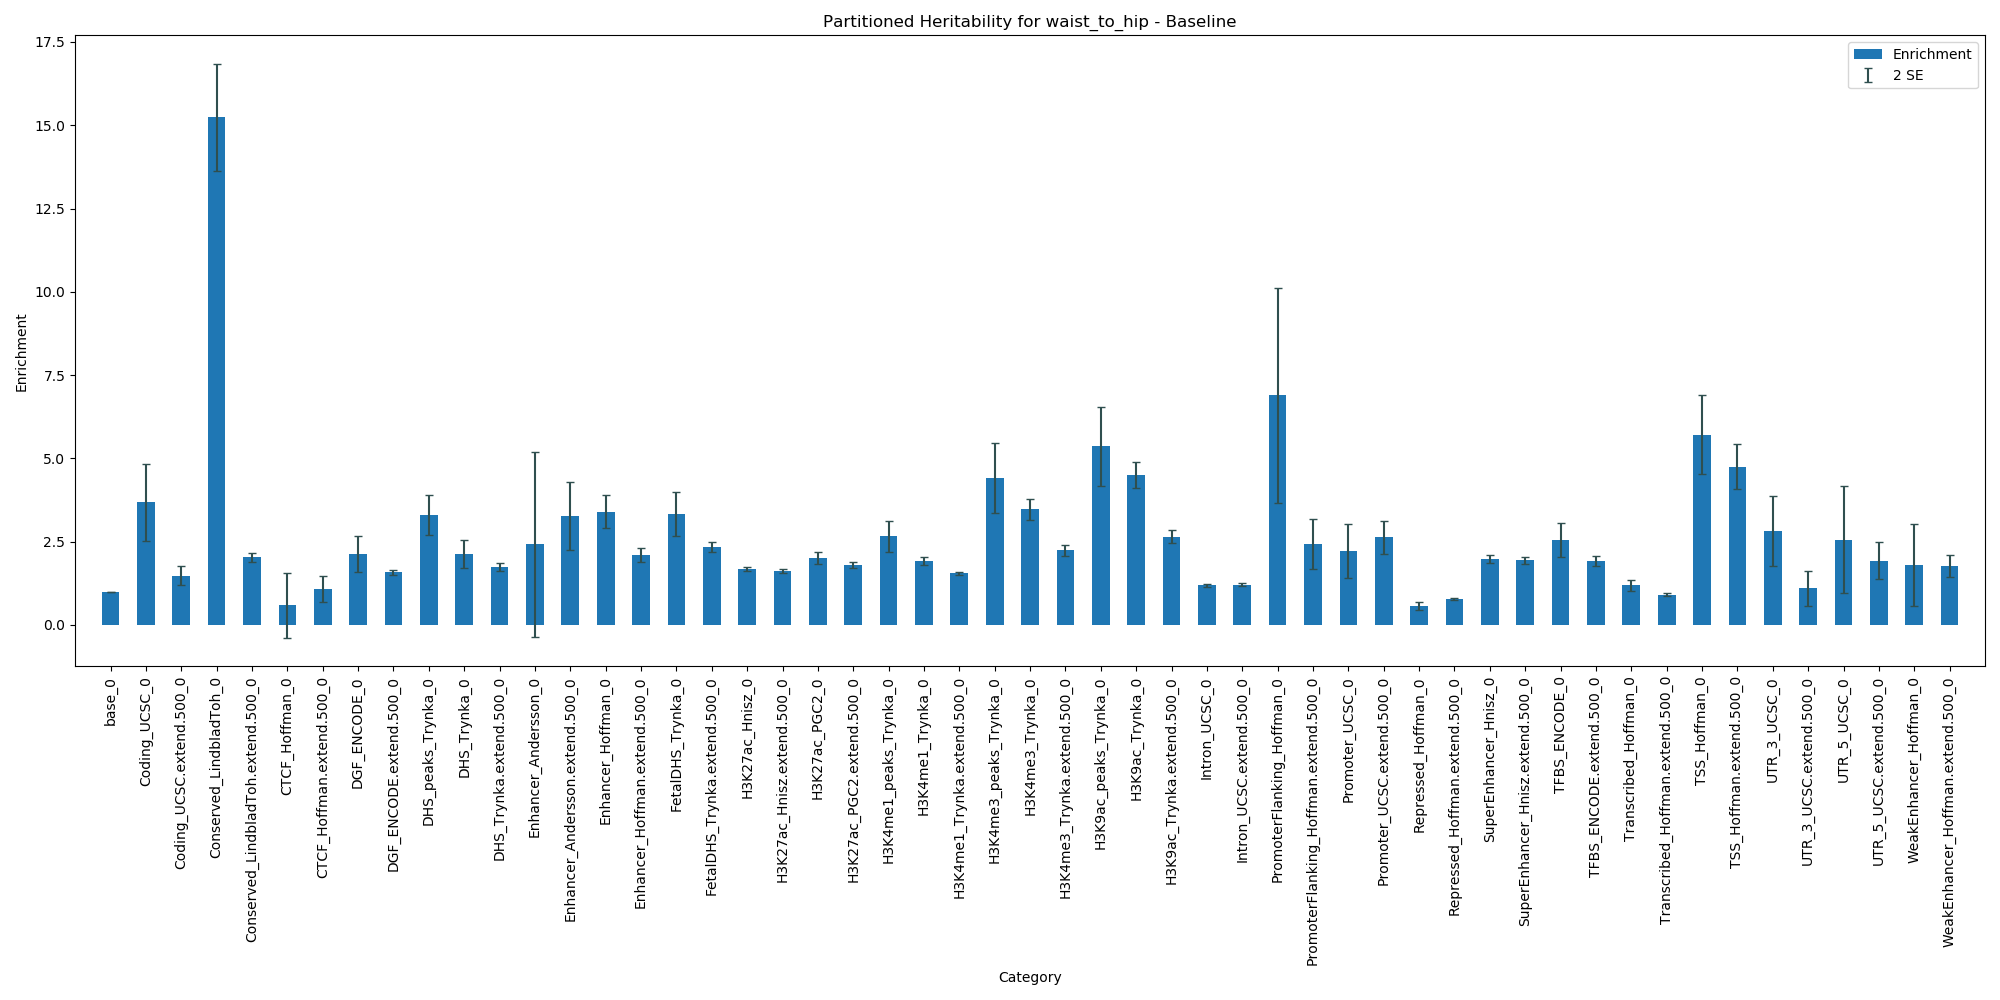 Partitioned Heritability for waist_to_hip - Baseline
Enrichment
2 SE
Enrichment
17.5
15.0
12.5
10.0
7.5
5.0
2.5
0.0
base_0
Coding_UCSC_0
Coding_UCSC.extend.500_0
Conserved_LindbladToh_0
Conserved_LindbladToh.extend.500_0
CTCF_Hoffman_0
CTCF_Hoffman.extend.500_0
DGF_ENCODE_0
DGF_ENCODE.extend.500_0
DHS_peaks_Trynka_0
DHS_Trynka_0
DHS_Trynka.extend.500_0
Enhancer_Andersson_0
Enhancer_Andersson.extend.500_0
Enhancer_Hoffman_0
Enhancer_Hoffman.extend.500_0
FetalDHS_Trynka_0
FetalDHS_Trynka.extend.500_0
H3K27ac_Hnisz_0
H3K27ac_Hnisz.extend.500_0
H3K27ac_PGC2_0
H3K27ac_PGC2.extend.500_0
H3K4me1_peaks_Trynka_0
H3K4me1_Trynka_0
H3K4me1_Trynka.extend.500_0
H3K4me3_peaks_Trynka_0
H3K4me3_Trynka_0
H3K4me3_Trynka.extend.500_0
H3K9ac_peaks_Trynka_0
H3K9ac_Trynka_0
H3K9ac_Trynka.extend.500_0
Intron_UCSC_0
Intron_UCSC.extend.500_0
PromoterFlanking_Hoffman_0
PromoterFlanking_Hoffman.extend.500_0
Promoter_UCSC_0
Promoter_UCSC.extend.500_0
Repressed_Hoffman_0
Repressed_Hoffman.extend.500_0
SuperEnhancer_Hnisz_0
SuperEnhancer_Hnisz.extend.500_0
TFBS_ENCODE_0
TFBS_ENCODE.extend.500_0
Transcribed_Hoffman_0
Transcribed_Hoffman.extend.500_0
TSS_Hoffman_0
TSS_Hoffman.extend.500_0
UTR_3_UCSC_0
UTR_3_UCSC.extend.500_0
UTR_5_UCSC_0
UTR_5_UCSC.extend.500_0
WeakEnhancer_Hoffman_0
WeakEnhancer_Hoffman.extend.500_0
Category